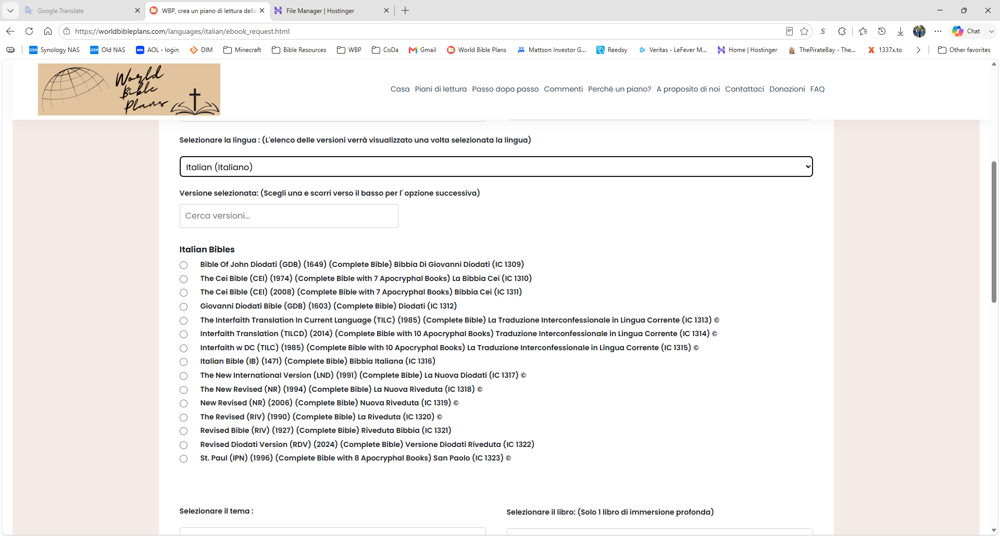 Google Translate
WBP, crea un piano di lettura della
File Manager | Hostinger
https://worldbibleplans.com/languages/italian/ebook_request.html
Chat
Synology NAS
Old NAS
AOL - login
DIM
Minecraft
Bible Resources
WBP
CoDa
Gmail
World Bible Plans
Mattson Investor G...
Reedsy
Veritas - LeFever M...
Home | Hostinger
ThePirateBay - The...
1337x.to
Other favorites
World
Bible
Plans
Casa Piani di lettura Passo dopo passo Commenti Perché un piano? A proposito di noi Contattaci Donazioni FAQ
Selezionare la lingua : (L'elenco delle versioni verrà visualizzato una volta selezionata la lingua)
Italian (Italiano)
Versione selezionata: (Scegli una e scorri verso il basso per l' opzione successiva)
Cerca versioni...
Italian Bibles
Bible Of John Diodati (GDB) (1649) (Complete Bible) Bibbia Di Giovanni Diodati (IC 1309)
The Cei Bible (CEI) (1974) (Complete Bible with 7 Apocryphal Books) La Bibbia Cei (IC 1310)
The Cei Bible (CEI) (2008) (Complete Bible with 7 Apocryphal Books) Bibbia Cei (IC 1311)
Giovanni Diodati Bible (GDB) (1603) (Complete Bible) Diodati (IC 1312)
The Interfaith Translation In Current Language (TILC) (1985) (Complete Bible) La Traduzione Interconfessionale in Lingua Corrente (IC 1313) ©
Interfaith Translation (TILCD) (2014) (Complete Bible with 10 Apocryphal Books) Traduzione Interconfessionale in Lingua Corrente (IC 1314) ©
Interfaith w DC (TILC) (1985) (Complete Bible with 10 Apocryphal Books) La Traduzione Interconfessionale in Lingua Corrente (IC 1315) ©
Italian Bible (IB) (1471) (Complete Bible) Bibbia Italiana (IC 1316)
The New International Version (LND) (1991) (Complete Bible) La Nuova Diodati (IC 1317) ©
The New Revised (NR) (1994) (Complete Bible) La Nuova Riveduta (IC 1318) ©
New Revised (NR) (2006) (Complete Bible) Nuova Riveduta (IC 1319) ©
The Revised (RIV) (1990) (Complete Bible) La Riveduta (IC 1320) ©
Revised Bible (RIV) (1927) (Complete Bible) Riveduta Bibbia (IC 1321)
Revised Diodati Version (RDV) (2024) (Complete Bible) Versione Diodati Riveduta (IC 1322)
St. Paul (IPN) (1996) (Complete Bible with 8 Apocryphal Books) San Paolo (IC 1323) ©
Selezionare il tema :
Selezionare il libro: (Solo 1 libro di immersione profonda)